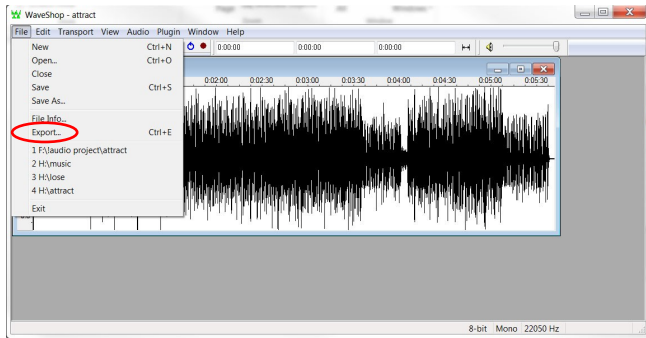 WaveShop - attract
File Edit Transport View Audio Plugin Window Help
New Ctrl+N
Open... Ctrl+O
Close
Save Ctrl+S
Save As...
File Info...
Export... Ctrl+E
1 F:\!audio project\attract
2 H:\music
3 H:\lose
4 H:\attract
Exit
0:00:00 0:00:00 0:00:00
0:02:00 0:02:30 0:03:00 0:03:30 0:04:00 0:04:30 0:05:00 0:05:30
8-bit Mono 22050 Hz